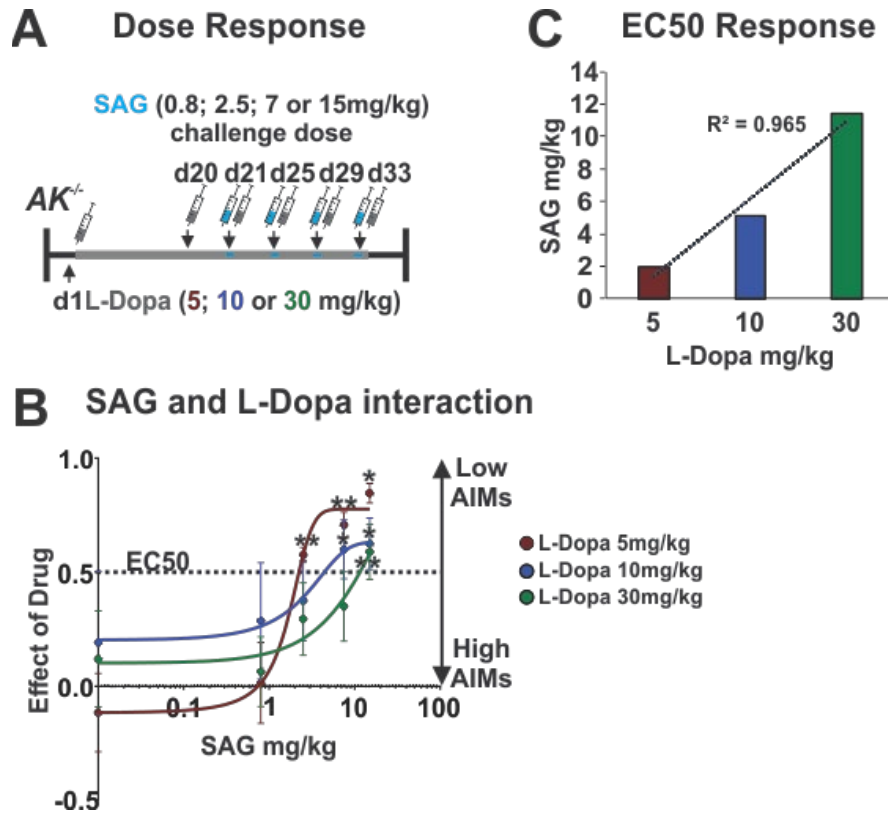 A Dose Response
SAG (0.8; 2.5; 7 or 15mg/kg)
challenge dose
d20 d21 d25 d29 d33
AK-/-
d1L-Dopa (5; 10 or 30 mg/kg)
C EC50 Response
14
12
10
8
6
4
2
0
SAG mg/kg
R² = 0.965
5 10 30
L-Dopa mg/kg
B SAG and L-Dopa interaction
1.0
0.5
0.0
-0.5
Effect of Drug
EC50
** ** * * * **
0.1 1 10 100
SAG mg/kg
Low
AIMs
High
AIMs
L-Dopa 5mg/kg
L-Dopa 10mg/kg
L-Dopa 30mg/kg